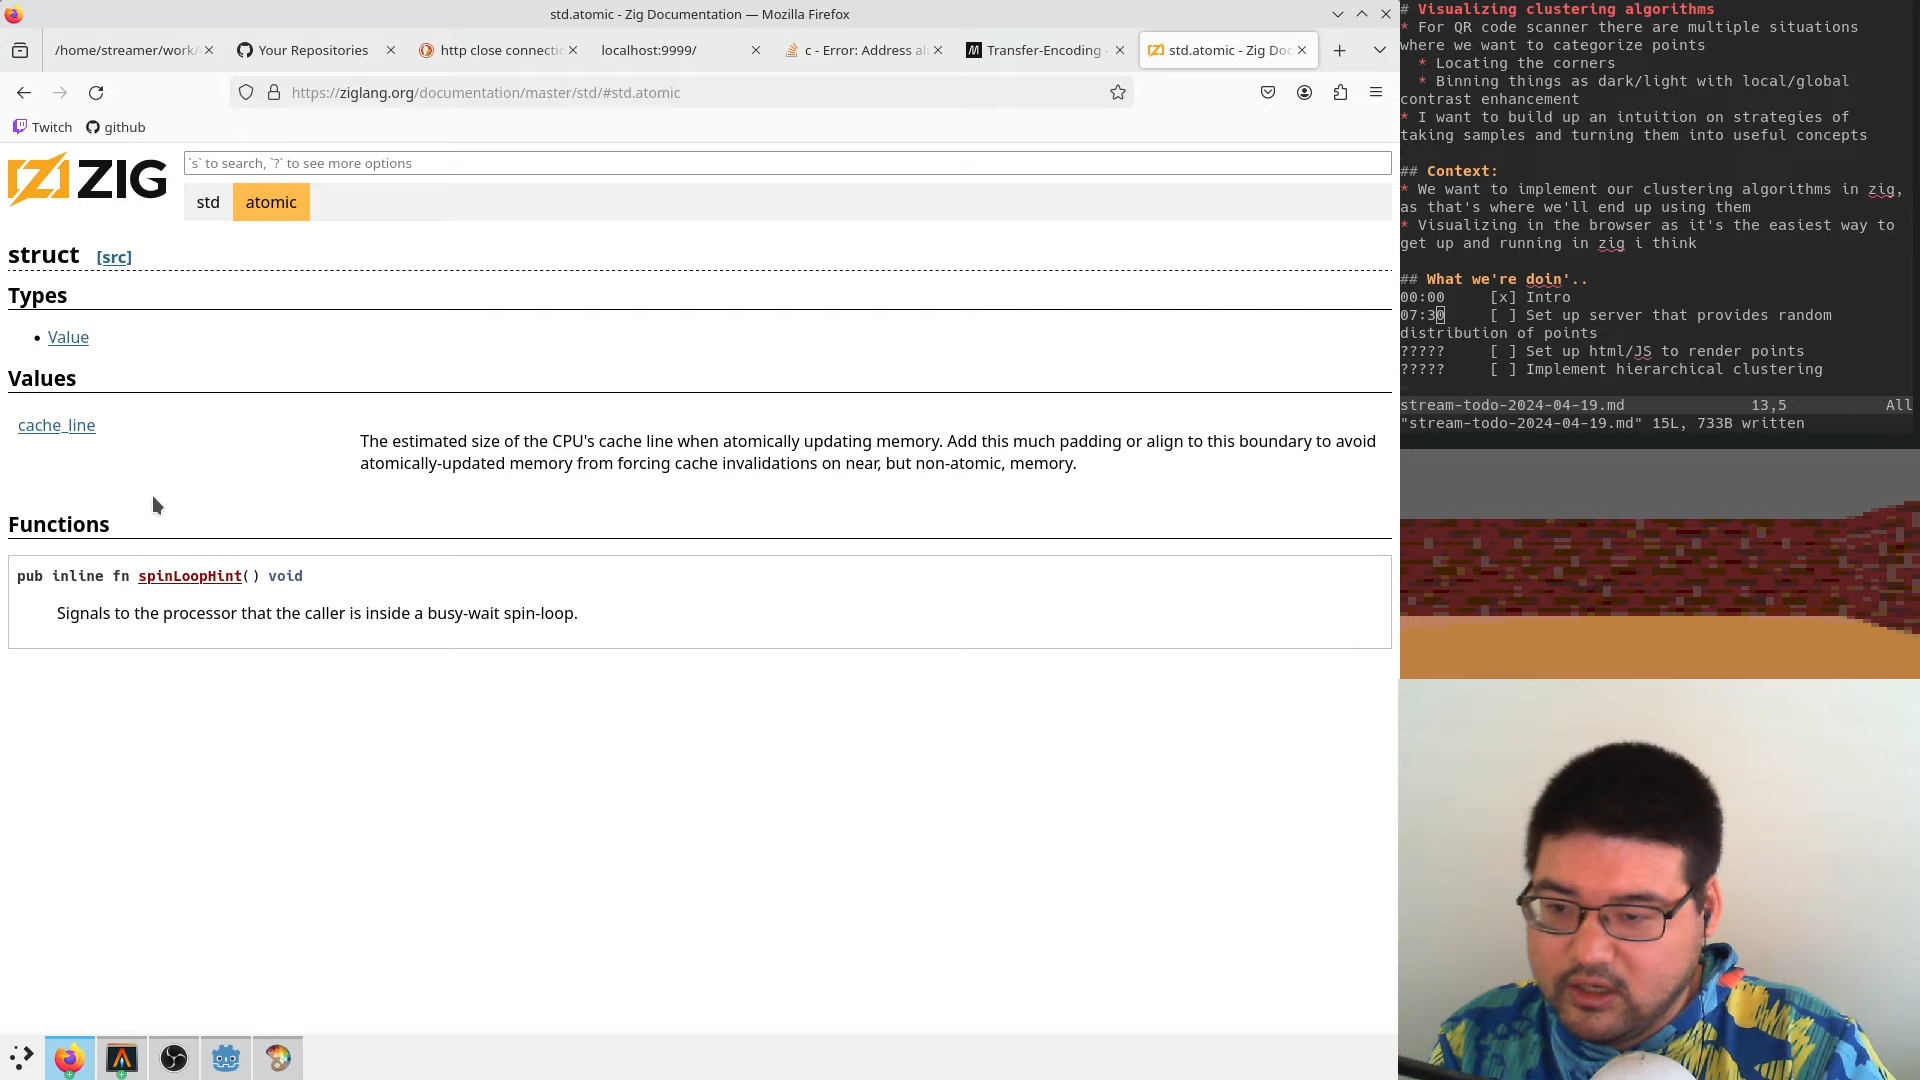 std.atomic - Zig Documentation — Mozilla Firefox
/home/streamer/work/
Your Repositories
http close connectio
localhost:9999/
c - Error: Address al
Transfer-Encoding -
std.atomic - Zig Doc
https://ziglang.org/documentation/master/std/#std.atomic
Twitch
github
ZIG
`s` to search, `?` to see more options
std
atomic
struct [src]
Types
• Value
Values
cache_line
The estimated size of the CPU's cache line when atomically updating memory. Add this much padding or align to this boundary to avoid
atomically-updated memory from forcing cache invalidations on near, but non-atomic, memory.
Functions
pub inline fn spinLoopHint() void
Signals to the processor that the caller is inside a busy-wait spin-loop.
# Visualizing clustering algorithms
* For QR code scanner there are multiple situations
where we want to categorize points
* Locating the corners
* Binning things as dark/light with local/global
contrast enhancement
* I want to build up an intuition on strategies of
taking samples and turning them into useful concepts
## Context:
* We want to implement our clustering algorithms in zig,
as that's where we'll end up using them
* Visualizing in the browser as it's the easiest way to
get up and running in zig i think
## What we're doin'..
00:00 [x] Intro
07:30 [ ] Set up server that provides random
distribution of points
????? [ ] Set up html/JS to render points
????? [ ] Implement hierarchical clustering
~
stream-todo-2024-04-19.md 13,5 All
"stream-todo-2024-04-19.md" 15L, 733B written